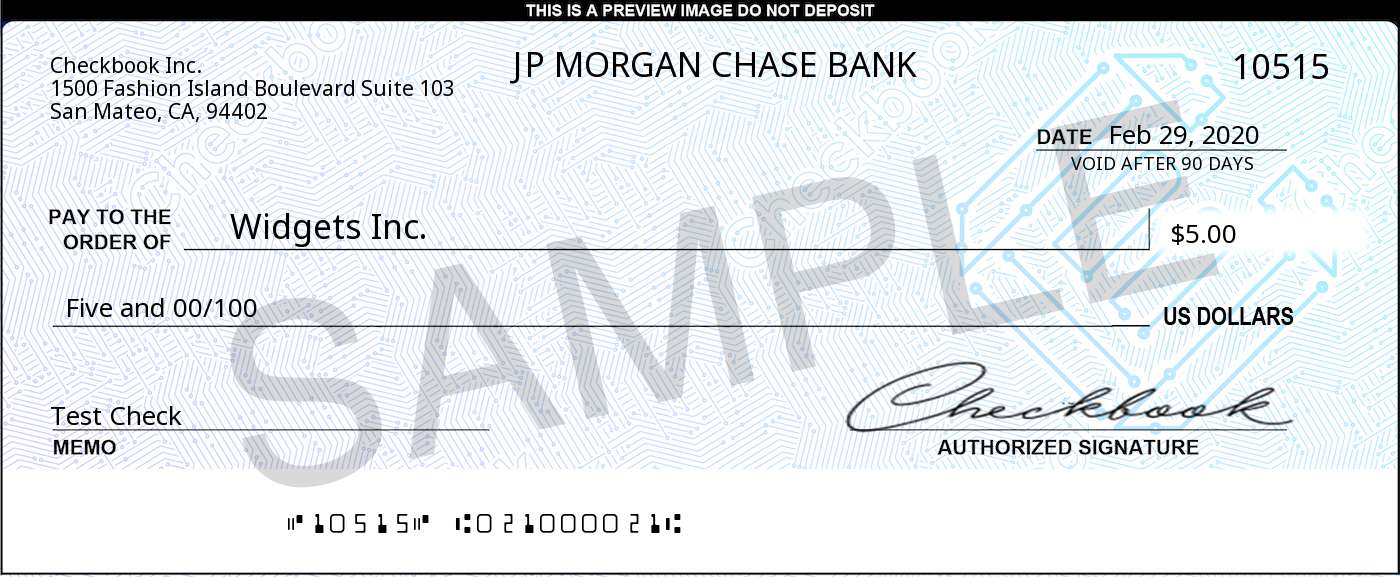 THIS IS A PREVIEW IMAGE DO NOT DEPOSIT
Checkbook Inc.
1500 Fashion Island Boulevard Suite 103
San Mateo, CA, 94402
JP MORGAN CHASE BANK
10515
DATE Feb 29, 2020
VOID AFTER 90 DAYS
PAY TO THE
ORDER OF
Widgets Inc.
$5.00
Five and 00/100
US DOLLARS
SAMPLE
Test Check
MEMO
Checkbook
AUTHORIZED SIGNATURE
⑈10515⑈ ⑆021000021⑆